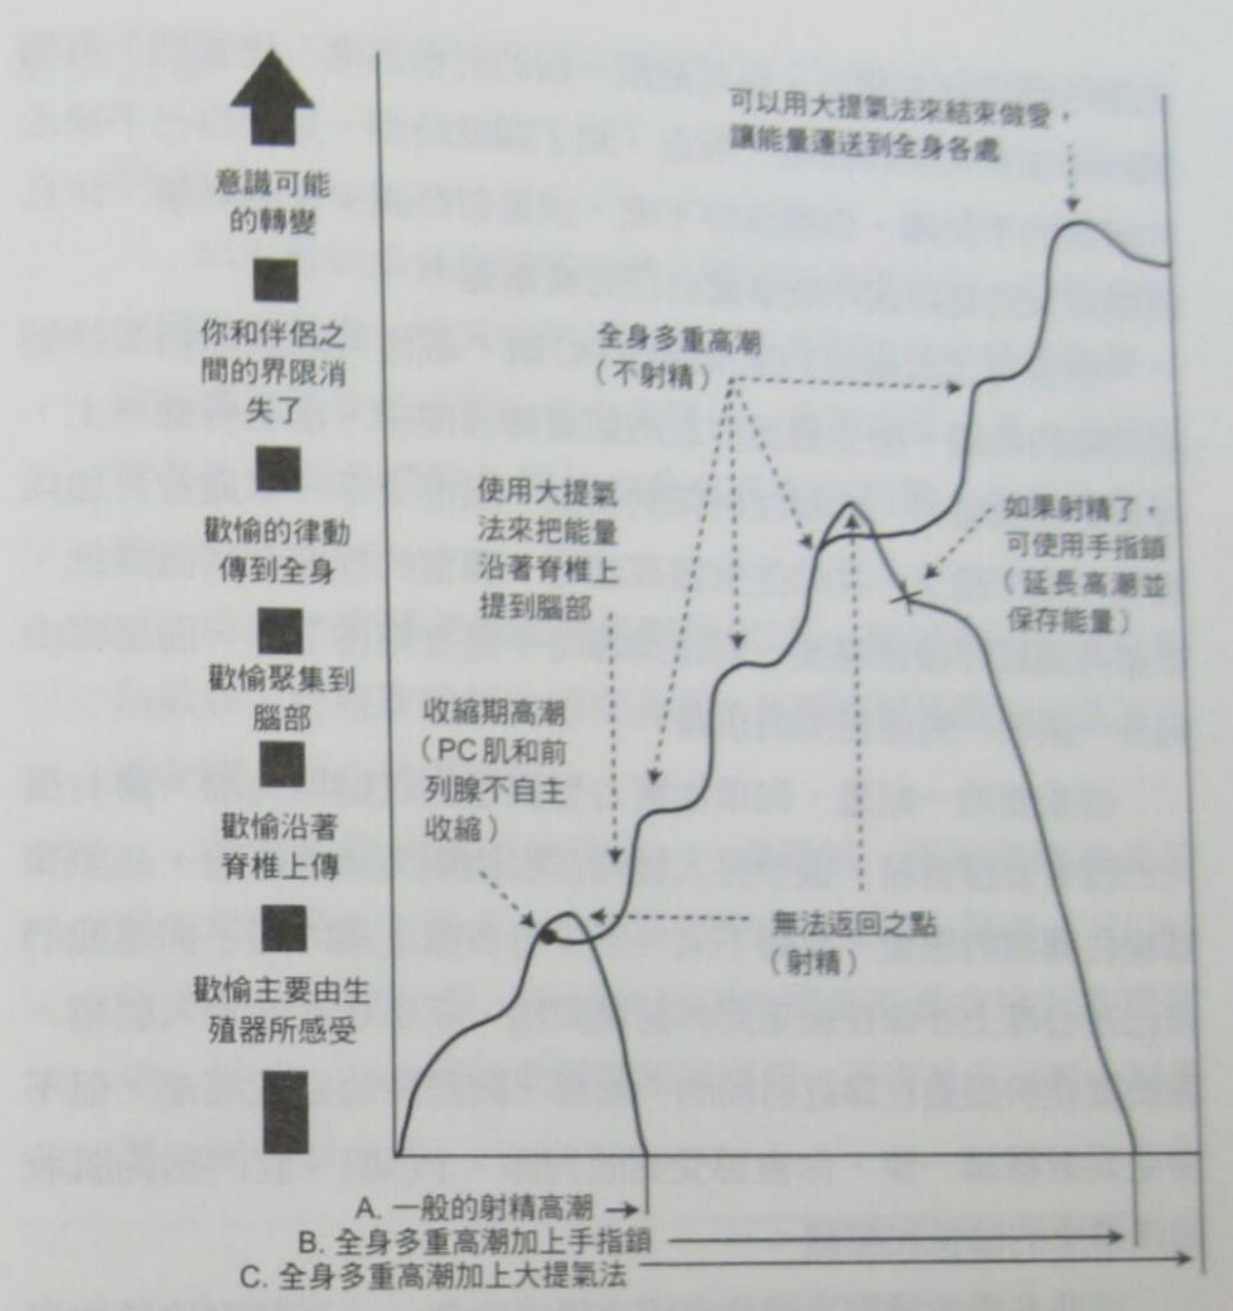 可以用大提氣法來結束做愛，
讓能量運送到全身各處
意識可能
的轉變
你和伴侶之
間的界限消
失了
歡愉的律動
傳到全身
歡愉聚集到
腦部
歡愉沿著
脊椎上傳
歡愉主要由生
殖器所感受
全身多重高潮
（不射精）
使用大提氣
法來把能量
沿著脊椎上
提到腦部
如果射精了，
可使用手指鎖
（延長高潮並
保存能量）
收縮期高潮
（PC肌和前
列腺不自主
收縮）
無法返回之點
（射精）
A. 一般的射精高潮
B. 全身多重高潮加上手指鎖
C. 全身多重高潮加上大提氣法